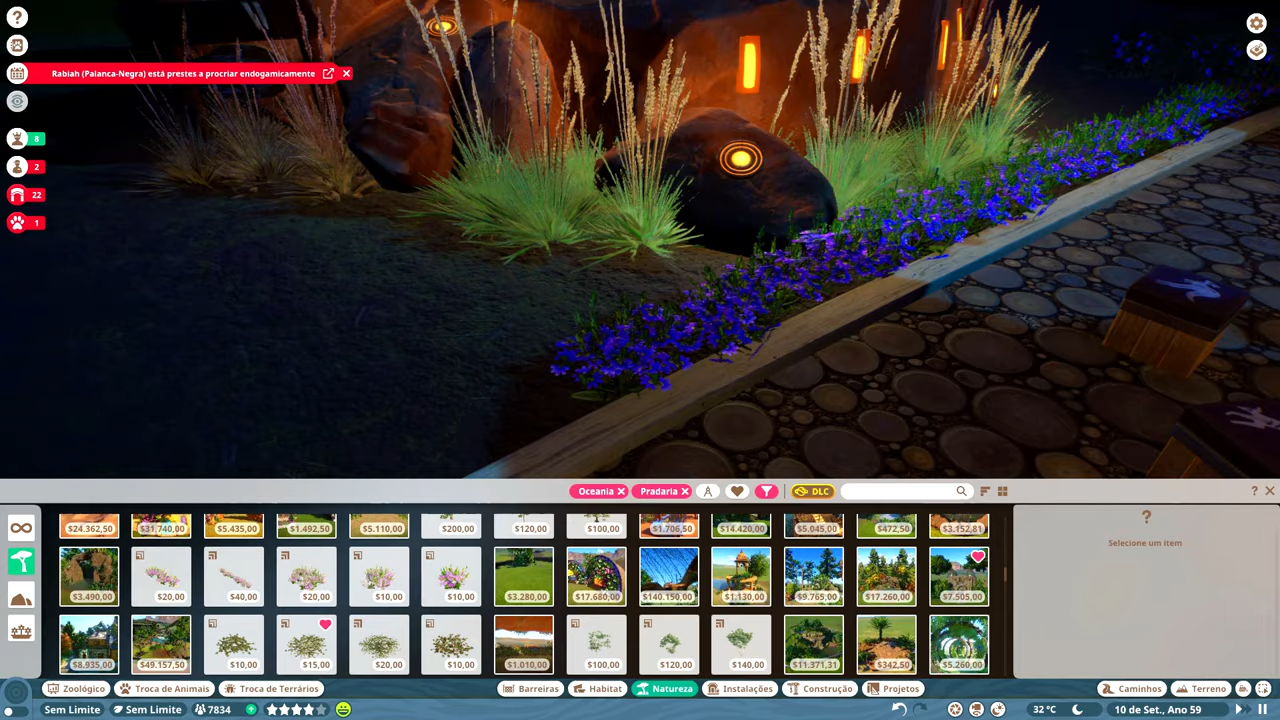 ?
Rabiah (Palanca-Negra) está prestes a procriar endogamicamente
8
2
22
1
Oceania
Pradaria
DLC
?
$24.362,50 $31.740,00 $5.435,00 $1.492,50 $5.110,00 $200,00 $120,00 $100,00 $1.706,50 $14.420,00 $5.045,00 $472,50 $3.152,81
$3.490,00 $20,00 $40,00 $20,00 $10,00 $10,00 $3.280,00 $17.680,00 $140.150,00 $1.130,00 $9.765,00 $17.260,00 $7.505,00
$8.935,00 $49.157,50 $10,00 $15,00 $20,00 $10,00 $1.010,00 $100,00 $120,00 $140,00 $11.371,31 $342,50 $5.260,00
?
Selecione um item
Zoológico Troca de Animais Troca de Terrários Barreiras Habitat Natureza Instalações Construção Projetos Caminhos Terreno
Sem Limite Sem Limite 7834 32 °C 10 de Set., Ano 59